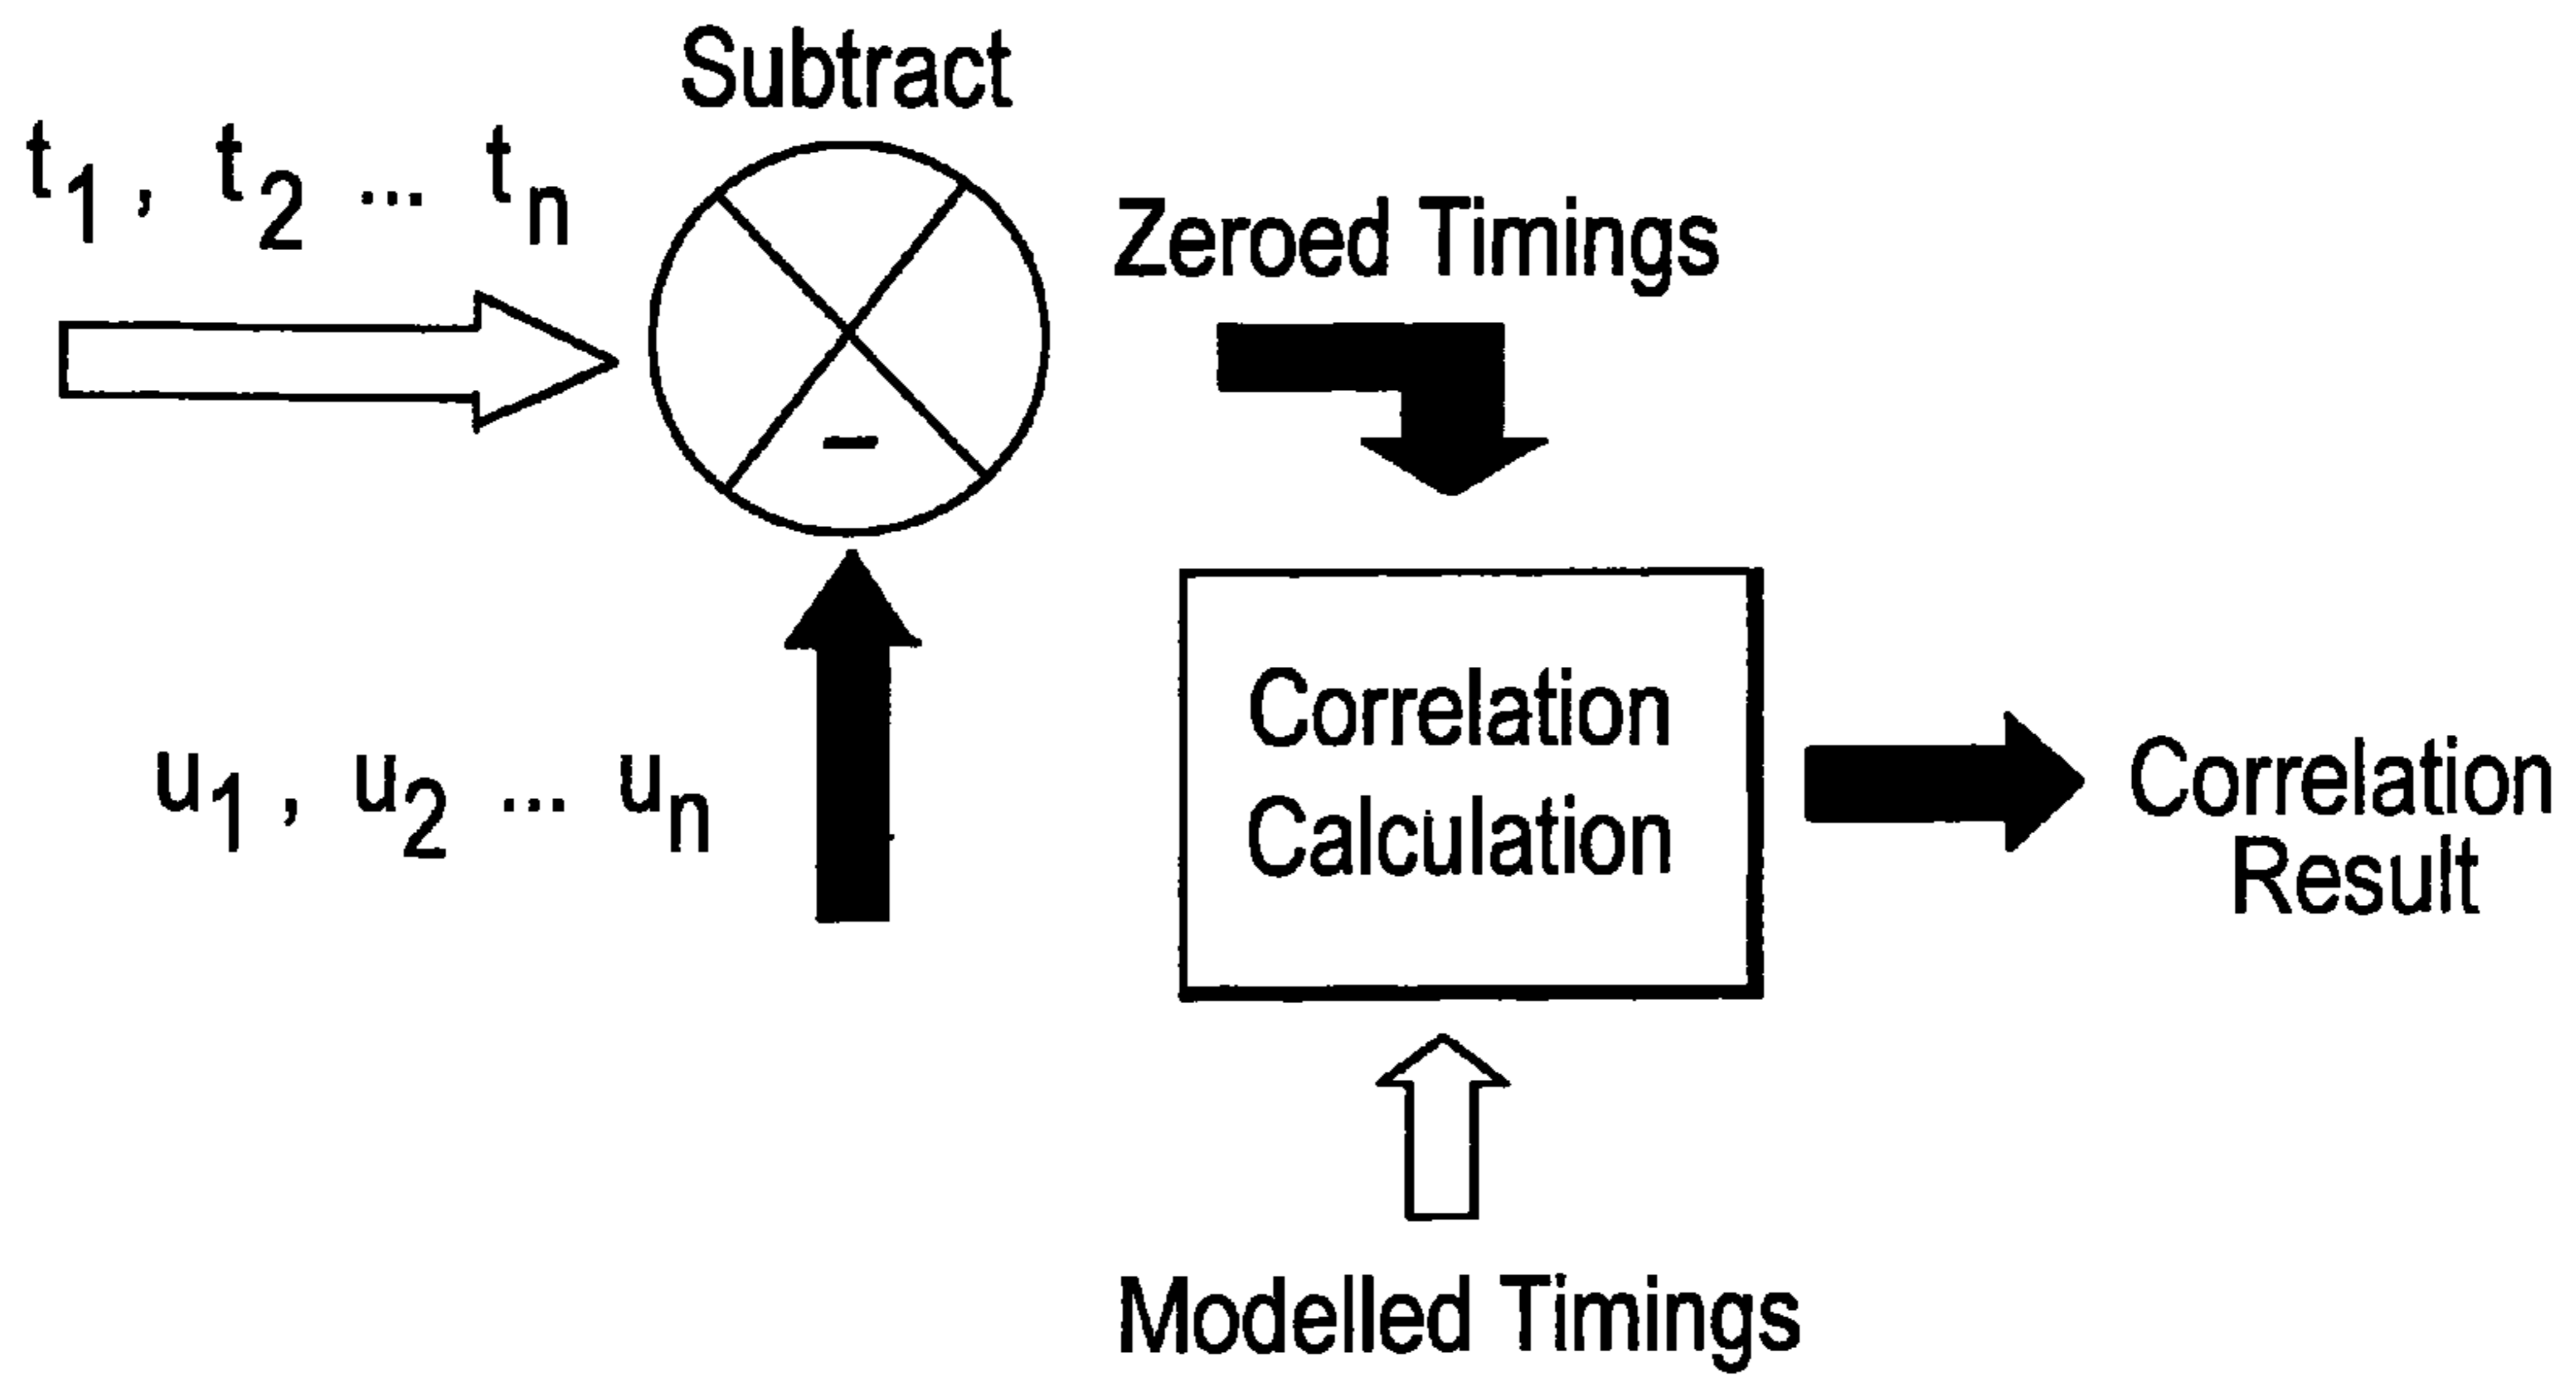 Subtract
t1, t2 ... tn
Zeroed Timings
–
u1, u2 ... un
Correlation
Calculation
Correlation
Result
Modelled Timings